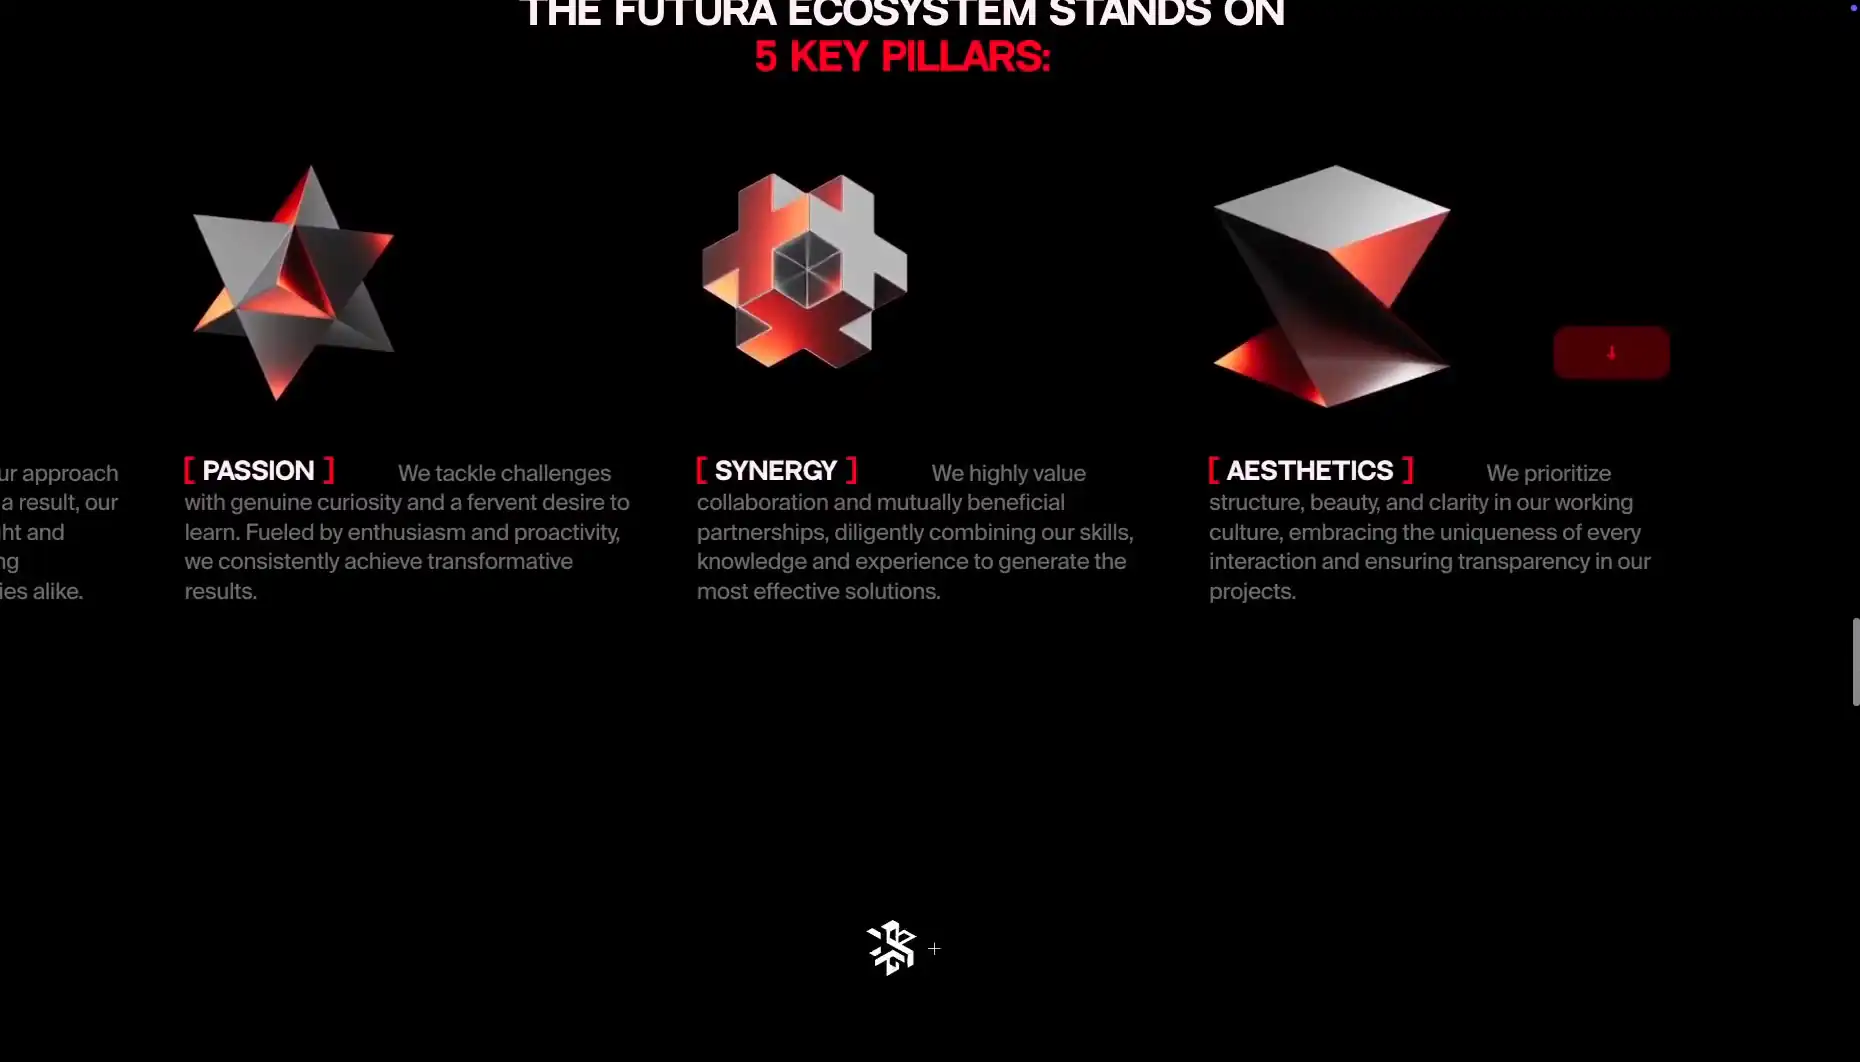 THE FUTURA ECOSYSTEM STANDS ON
5 KEY PILLARS:
ur approach
a result, our
ht and
ng
ies alike.
[ PASSION ] We tackle challenges
with genuine curiosity and a fervent desire to
learn. Fueled by enthusiasm and proactivity,
we consistently achieve transformative
results.
[ SYNERGY ] We highly value
collaboration and mutually beneficial
partnerships, diligently combining our skills,
knowledge and experience to generate the
most effective solutions.
[ AESTHETICS ] We prioritize
structure, beauty, and clarity in our working
culture, embracing the uniqueness of every
interaction and ensuring transparency in our
projects.